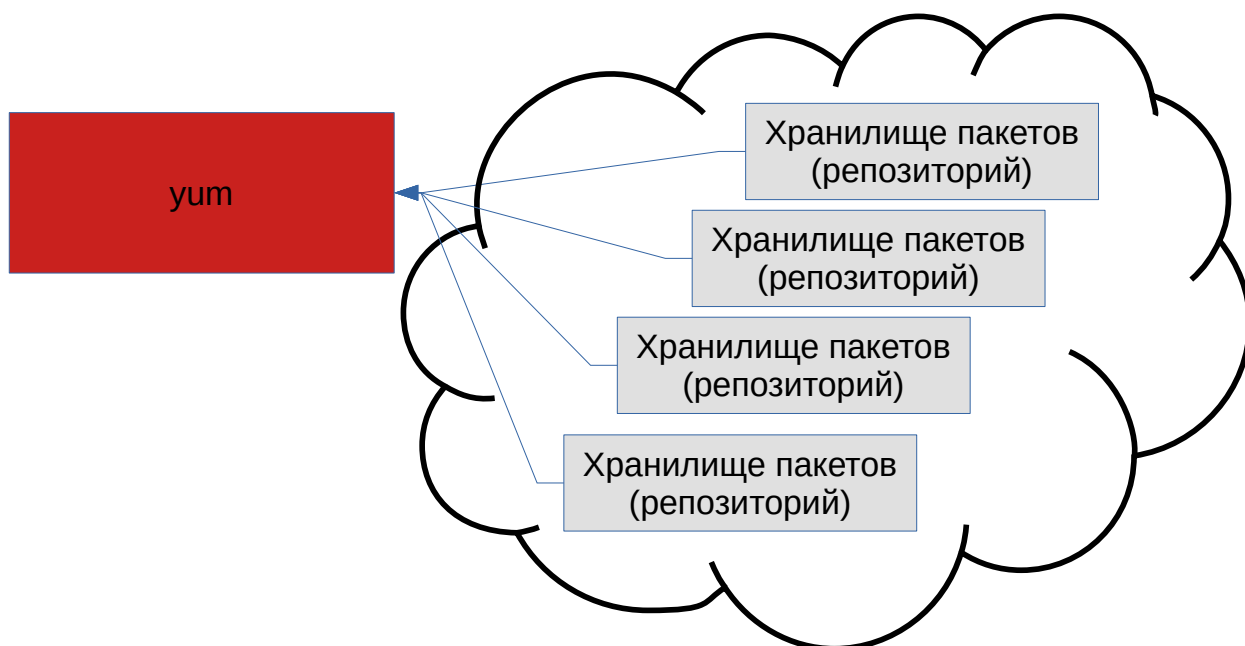 yum
Хранилище пакетов
(репозиторий)
Хранилище пакетов
(репозиторий)
Хранилище пакетов
(репозиторий)
Хранилище пакетов
(репозиторий)